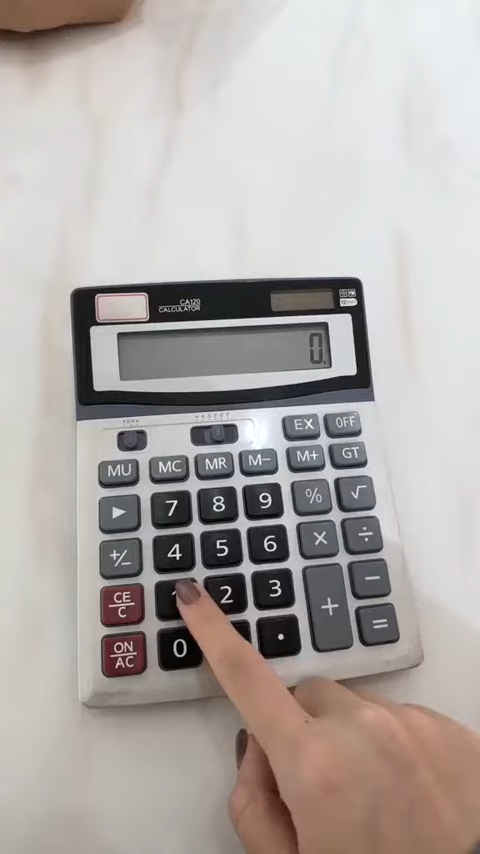 CA120
CALCULATOR
0.
EX OFF
MU MC MR M− M+ GT
7 8 9 % √
+/− 4 5 6 × ÷
CE/C 2 3 + −
ON/AC 0 . =